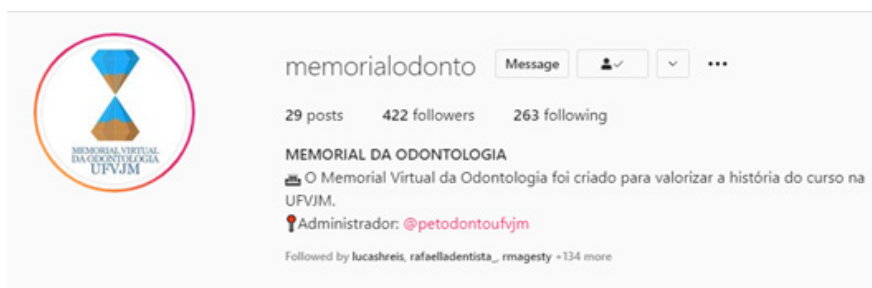 memorialodonto Message
29 posts 422 followers 263 following
MEMORIAL DA ODONTOLOGIA
O Memorial Virtual da Odontologia foi criado para valorizar a história do curso na
UFVJM.
Administrador: @petodontoufvjm
Followed by lucashreis, rafaelladentista_, rmagesty +134 more
MEMORIAL VIRTUAL
DA ODONTOLOGIA
UFVJM